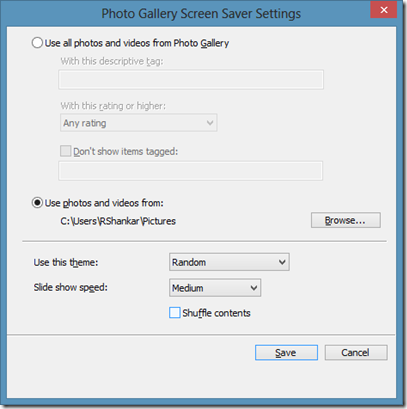 Photo Gallery Screen Saver Settings
Use all photos and videos from Photo Gallery
With this descriptive tag:
With this rating or higher:
Any rating
Don't show items tagged:
Use photos and videos from:
C:\Users\RShankar\Pictures
Browse...
Use this theme:
Random
Slide show speed:
Medium
Shuffle contents
Save
Cancel